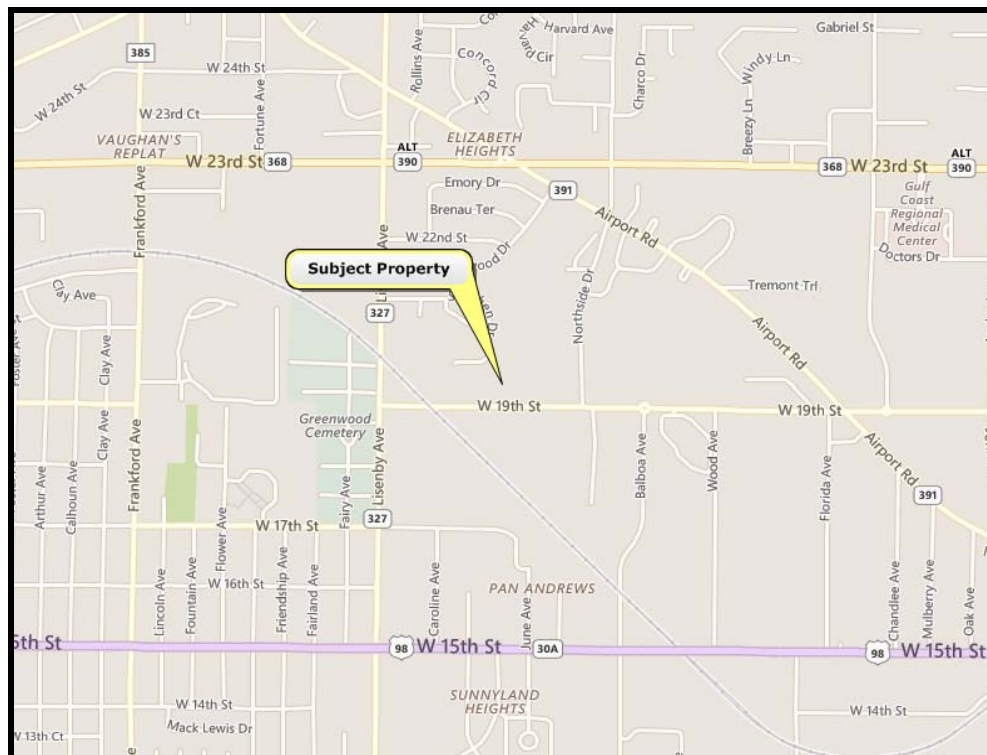 Gabriel St
Harvard Ave
Cir
Concord Cir
Rollins Ave
Charco Dr
Windy Ln
Breezy Ln
385
W 24th St
W 24th St
Fortune Ave
W 23rd Ct
VAUGHAN'S
REPLAT
ELIZABETH
HEIGHTS
W 23rd St
368
ALT
390
368
W 23rd St
ALT
390
Frankford Ave
Emory Dr
391
Airport Rd
Brenau Ter
W 22nd St
Gulf
Coast
Regional
Medical
Center
Doctors Dr
Subject Property
Northside Dr
Tremont Trl
Clay Ave
327
Clay Ave
Airport Rd
W 19th St
W 19th St
Greenwood
Cemetery
Frankford Ave
Clay Ave
Lisenby Ave
Arthur Ave
Calhoun Ave
Fairy Ave
Balboa Ave
Wood Ave
Florida Ave
Airport Rd
391
W 17th St
327
Flower Ave
W 16th St
Lincoln Ave
Fountain Ave
Friendship Ave
Fairland Ave
Caroline Ave
June Ave
PAN ANDREWS
Chandlee Ave
Mulberry Ave
Oak Ave
5th St
98
W 15th St
30A
98
W 15th St
SUNNYLAND
HEIGHTS
W 14th St
W 14th St
Mack Lewis Dr
W 13th Ct